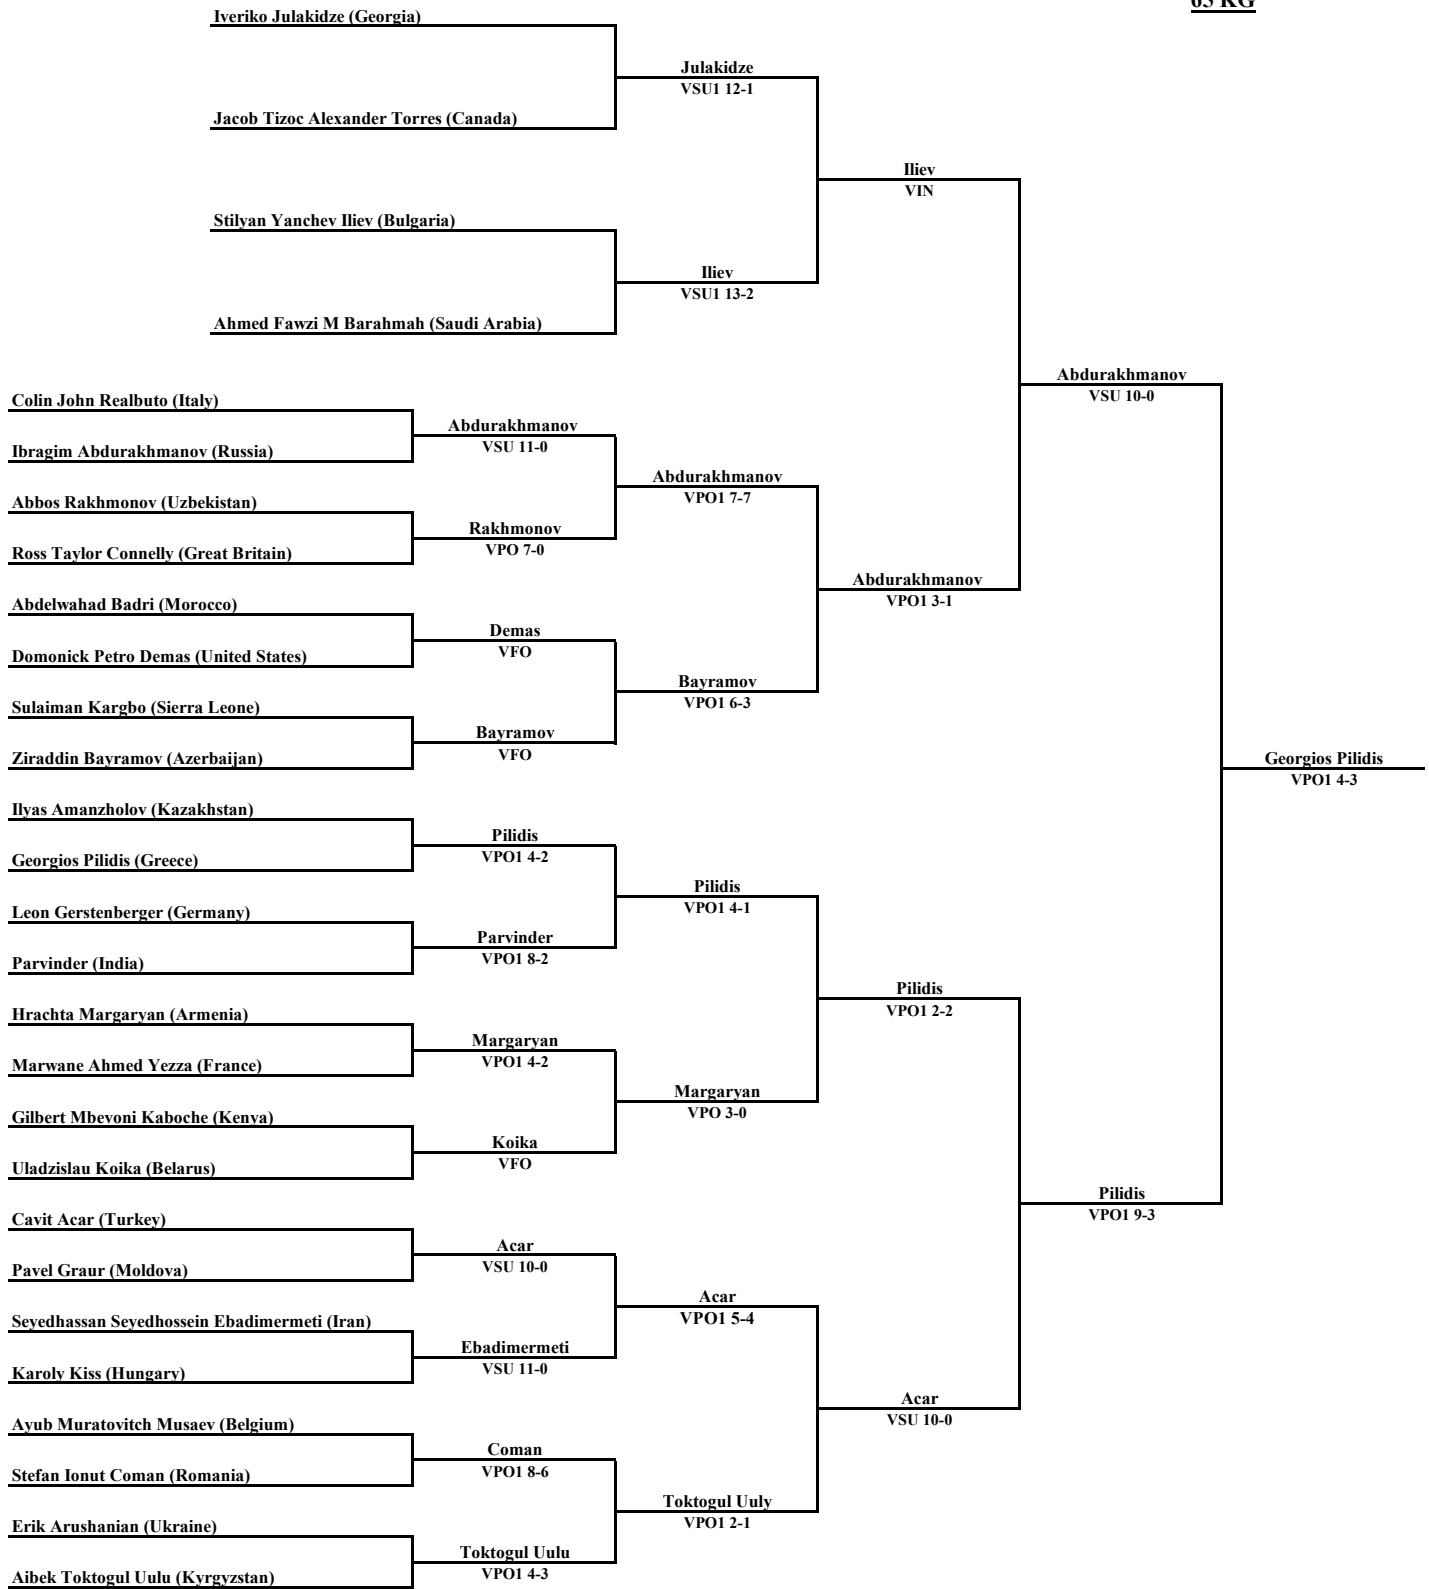 65 KG
Iveriko Julakidze (Georgia)
Julakidze
VSU1 12-1
Jacob Tizoc Alexander Torres (Canada)
Iliev
VIN
Stilyan Yanchev Iliev (Bulgaria)
Iliev
VSU1 13-2
Ahmed Fawzi M Barahmah (Saudi Arabia)
Abdurakhmanov
VSU 10-0
Colin John Realbuto (Italy)
Abdurakhmanov
VSU 11-0
Ibragim Abdurakhmanov (Russia)
Abdurakhmanov
VPO1 7-7
Abbos Rakhmonov (Uzbekistan)
Rakhmonov
VPO 7-0
Ross Taylor Connelly (Great Britain)
Abdurakhmanov
VPO1 3-1
Abdelwahad Badri (Morocco)
Demas
VFO
Domonick Petro Demas (United States)
Bayramov
VPO1 6-3
Sulaiman Kargbo (Sierra Leone)
Bayramov
VFO
Ziraddin Bayramov (Azerbaijan)
Georgios Pilidis
VPO1 4-3
Ilyas Amanzholov (Kazakhstan)
Pilidis
VPO1 4-2
Georgios Pilidis (Greece)
Pilidis
VPO1 4-1
Leon Gerstenberger (Germany)
Parvinder
VPO1 8-2
Parvinder (India)
Pilidis
VPO1 2-2
Hrachta Margaryan (Armenia)
Margaryan
VPO1 4-2
Marwane Ahmed Yezza (France)
Margaryan
VPO 3-0
Gilbert Mbevoni Kaboche (Kenya)
Koika
VFO
Uladzislau Koika (Belarus)
Pilidis
VPO1 9-3
Cavit Acar (Turkey)
Acar
VSU 10-0
Pavel Graur (Moldova)
Acar
VPO1 5-4
Seyedhassan Seyedhossein Ebadimermeti (Iran)
Ebadimermeti
VSU 11-0
Karoly Kiss (Hungary)
Acar
VSU 10-0
Ayub Muratovitch Musaev (Belgium)
Coman
VPO1 8-6
Stefan Ionut Coman (Romania)
Toktogul Uuly
VPO1 2-1
Erik Arushanian (Ukraine)
Toktogul Uulu
VPO1 4-3
Aibek Toktogul Uulu (Kyrgyzstan)